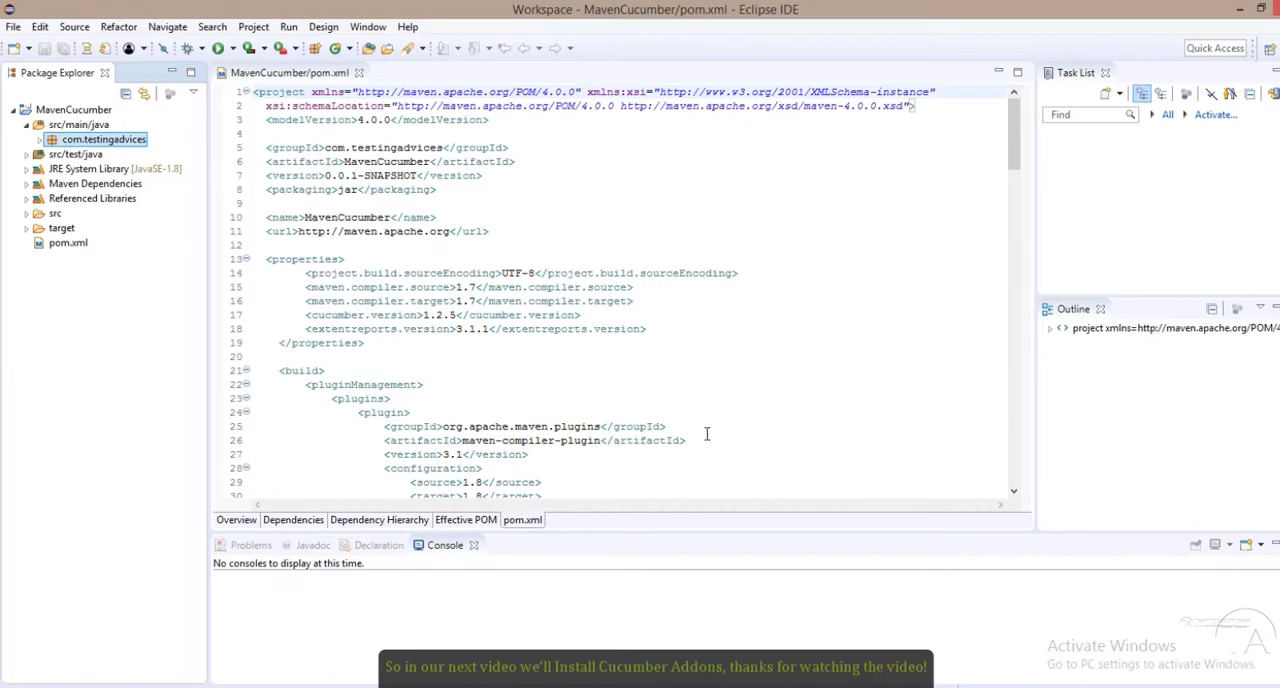 Workspace - MavenCucumber/pom.xml - Eclipse IDE
File Edit Source Refactor Navigate Search Project Run Design Window Help
Quick Access
Package Explorer
MavenCucumber
src/main/java
com.testingadvices
src/test/java
JRE System Library [JavaSE-1.8]
Maven Dependencies
Referenced Libraries
src
target
pom.xml
MavenCucumber/pom.xml
1 <project xmlns="http://maven.apache.org/POM/4.0.0" xmlns:xsi="http://www.w3.org/2001/XMLSchema-instance"
2 xsi:schemaLocation="http://maven.apache.org/POM/4.0.0 http://maven.apache.org/xsd/maven-4.0.0.xsd">
3 <modelVersion>4.0.0</modelVersion>
4
5 <groupId>com.testingadvices</groupId>
6 <artifactId>MavenCucumber</artifactId>
7 <version>0.0.1-SNAPSHOT</version>
8 <packaging>jar</packaging>
9
10 <name>MavenCucumber</name>
11 <url>http://maven.apache.org</url>
12
13 <properties>
14 <project.build.sourceEncoding>UTF-8</project.build.sourceEncoding>
15 <maven.compiler.source>1.7</maven.compiler.source>
16 <maven.compiler.target>1.7</maven.compiler.target>
17 <cucumber.version>1.2.5</cucumber.version>
18 <extentreports.version>3.1.1</extentreports.version>
19 </properties>
20
21 <build>
22 <pluginManagement>
23 <plugins>
24 <plugin>
25 <groupId>org.apache.maven.plugins</groupId>
26 <artifactId>maven-compiler-plugin</artifactId>
27 <version>3.1</version>
28 <configuration>
29 <source>1.8</source>
30 <target>1.8</target>
Overview Dependencies Dependency Hierarchy Effective POM pom.xml
Task List
Find All Activate...
Outline
project xmlns=http://maven.apache.org/POM/4
Problems Javadoc Declaration Console
No consoles to display at this time.
Activate Windows
Go to PC settings to activate Windows.
So in our next video we'll Install Cucumber Addons, thanks for watching the video!